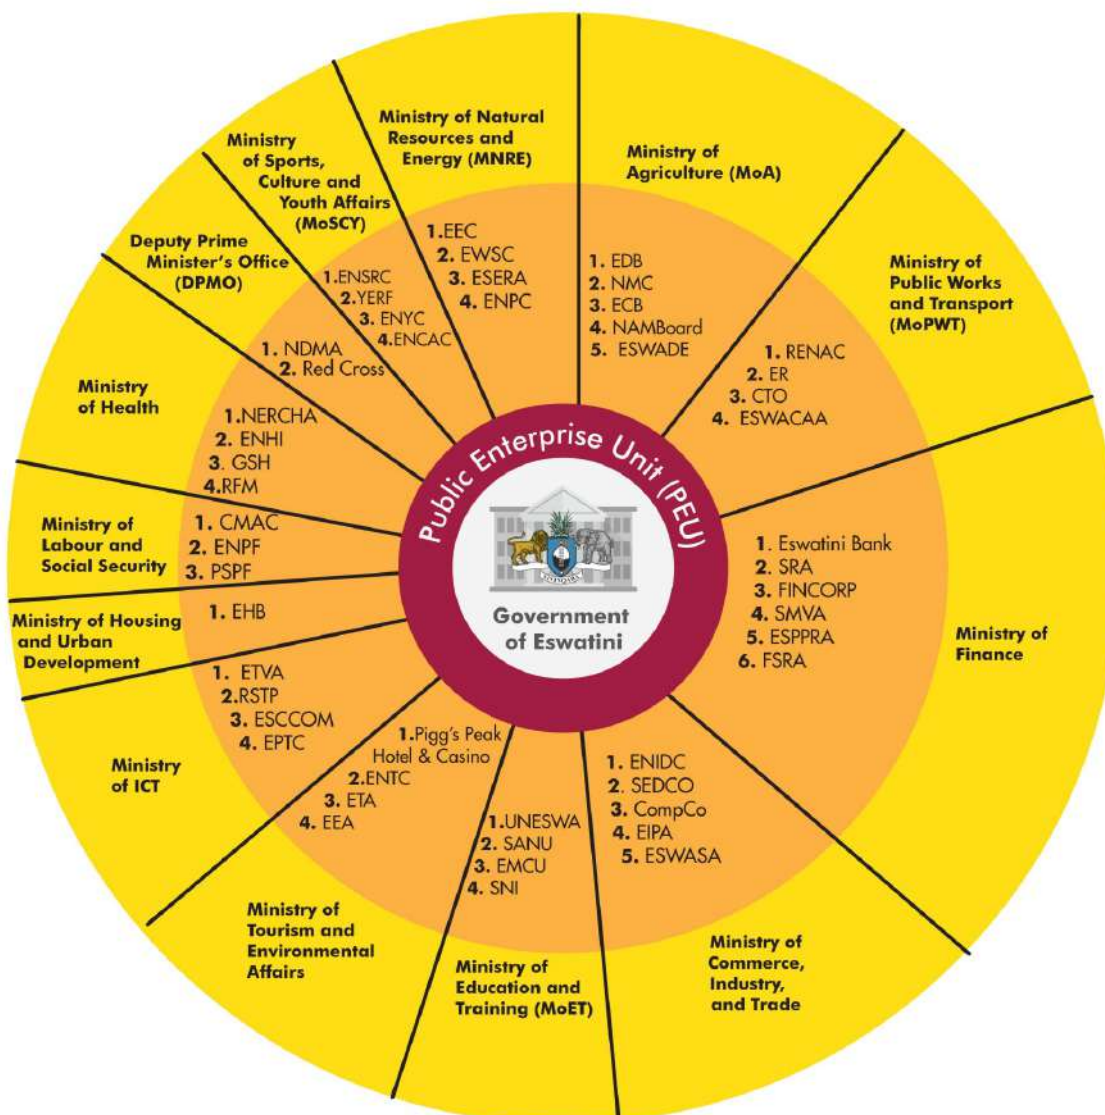 Public Enterprise Unit (PEU)
Government
of Eswatini
Ministry of
Agriculture (MoA)
1. EDB
2. NMC
3. ECB
4. NAMBoard
5. ESWADE
Ministry of
Public Works
and Transport
(MoPWT)
1. RENAC
2. ER
3. CTO
4. ESWACAA
Ministry of
Finance
1. Eswatini Bank
2. SRA
3. FINCORP
4. SMVA
5. ESPPRA
6. FSRA
Ministry of
Commerce,
Industry,
and Trade
1. ENIDC
2. SEDCO
3. CompCo
4. EIPA
5. ESWASA
Ministry of
Education and
Training (MoET)
1.UNESWA
2. SANU
3. EMCU
4. SNI
Ministry of
Tourism and
Environmental
Affairs
1.Pigg's Peak
Hotel & Casino
2.ENTC
3. ETA
4. EEA
Ministry
of ICT
1. ETVA
2.RSTP
3. ESCCOM
4. EPTC
Ministry of Housing
and Urban
Development
1. EHB
Ministry of
Labour and
Social Security
1. CMAC
2. ENPF
3. PSPF
Ministry
of Health
1.NERCHA
2. ENHI
3. GSH
4.RFM
Deputy Prime
Minister's Office
(DPMO)
1. NDMA
2. Red Cross
Ministry
of Sports,
Culture and
Youth Affairs
(MoSCY)
1.ENSRC
2.YERF
3. ENYC
4.ENCAC
Ministry of Natural
Resources and
Energy (MNRE)
1.EEC
2. EWSC
3. ESERA
4. ENPC